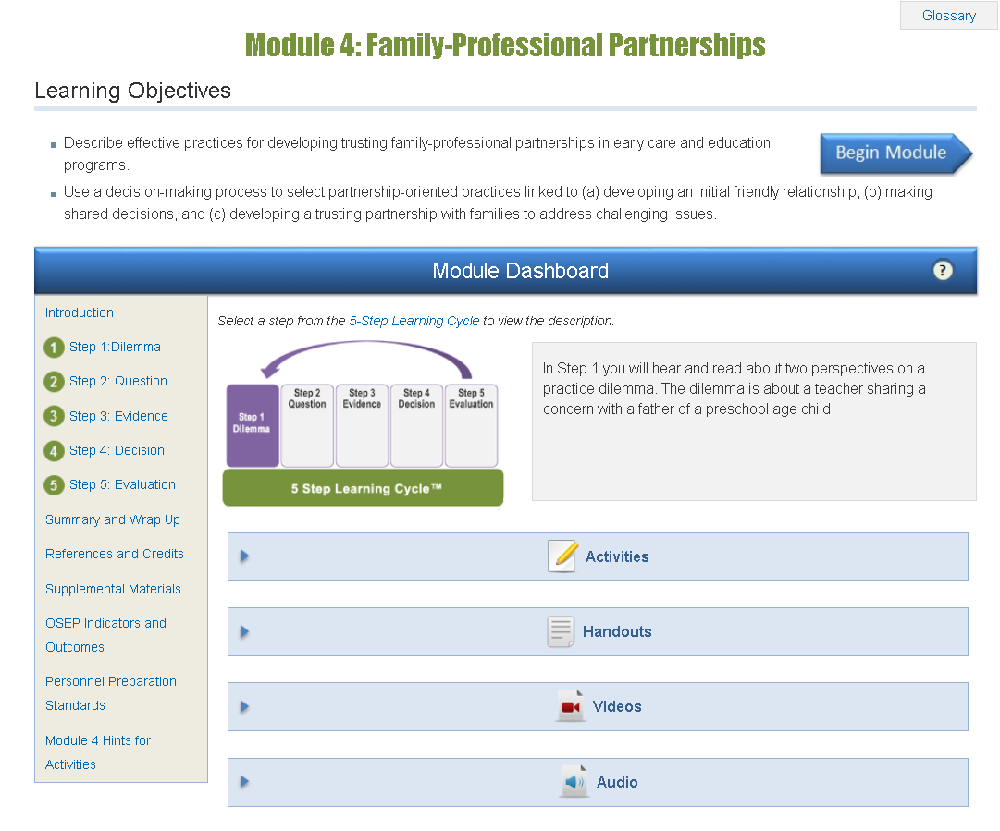 Glossary
Module 4: Family-Professional Partnerships
Learning Objectives
Describe effective practices for developing trusting family-professional partnerships in early care and education
programs.
Begin Module
Use a decision-making process to select partnership-oriented practices linked to (a) developing an initial friendly relationship, (b) making
shared decisions, and (c) developing a trusting partnership with families to address challenging issues.
Module Dashboard
?
Introduction
1 Step 1:Dilemma
2 Step 2: Question
3 Step 3: Evidence
4 Step 4: Decision
5 Step 5: Evaluation
Summary and Wrap Up
References and Credits
Supplemental Materials
OSEP Indicators and
Outcomes
Personnel Preparation
Standards
Module 4 Hints for
Activities
Select a step from the 5-Step Learning Cycle to view the description.
Step 1
Dilemma
Step 2
Question
Step 3
Evidence
Step 4
Decision
Step 5
Evaluation
5 Step Learning Cycle™
In Step 1 you will hear and read about two perspectives on a
practice dilemma. The dilemma is about a teacher sharing a
concern with a father of a preschool age child.
Activities
Handouts
Videos
Audio